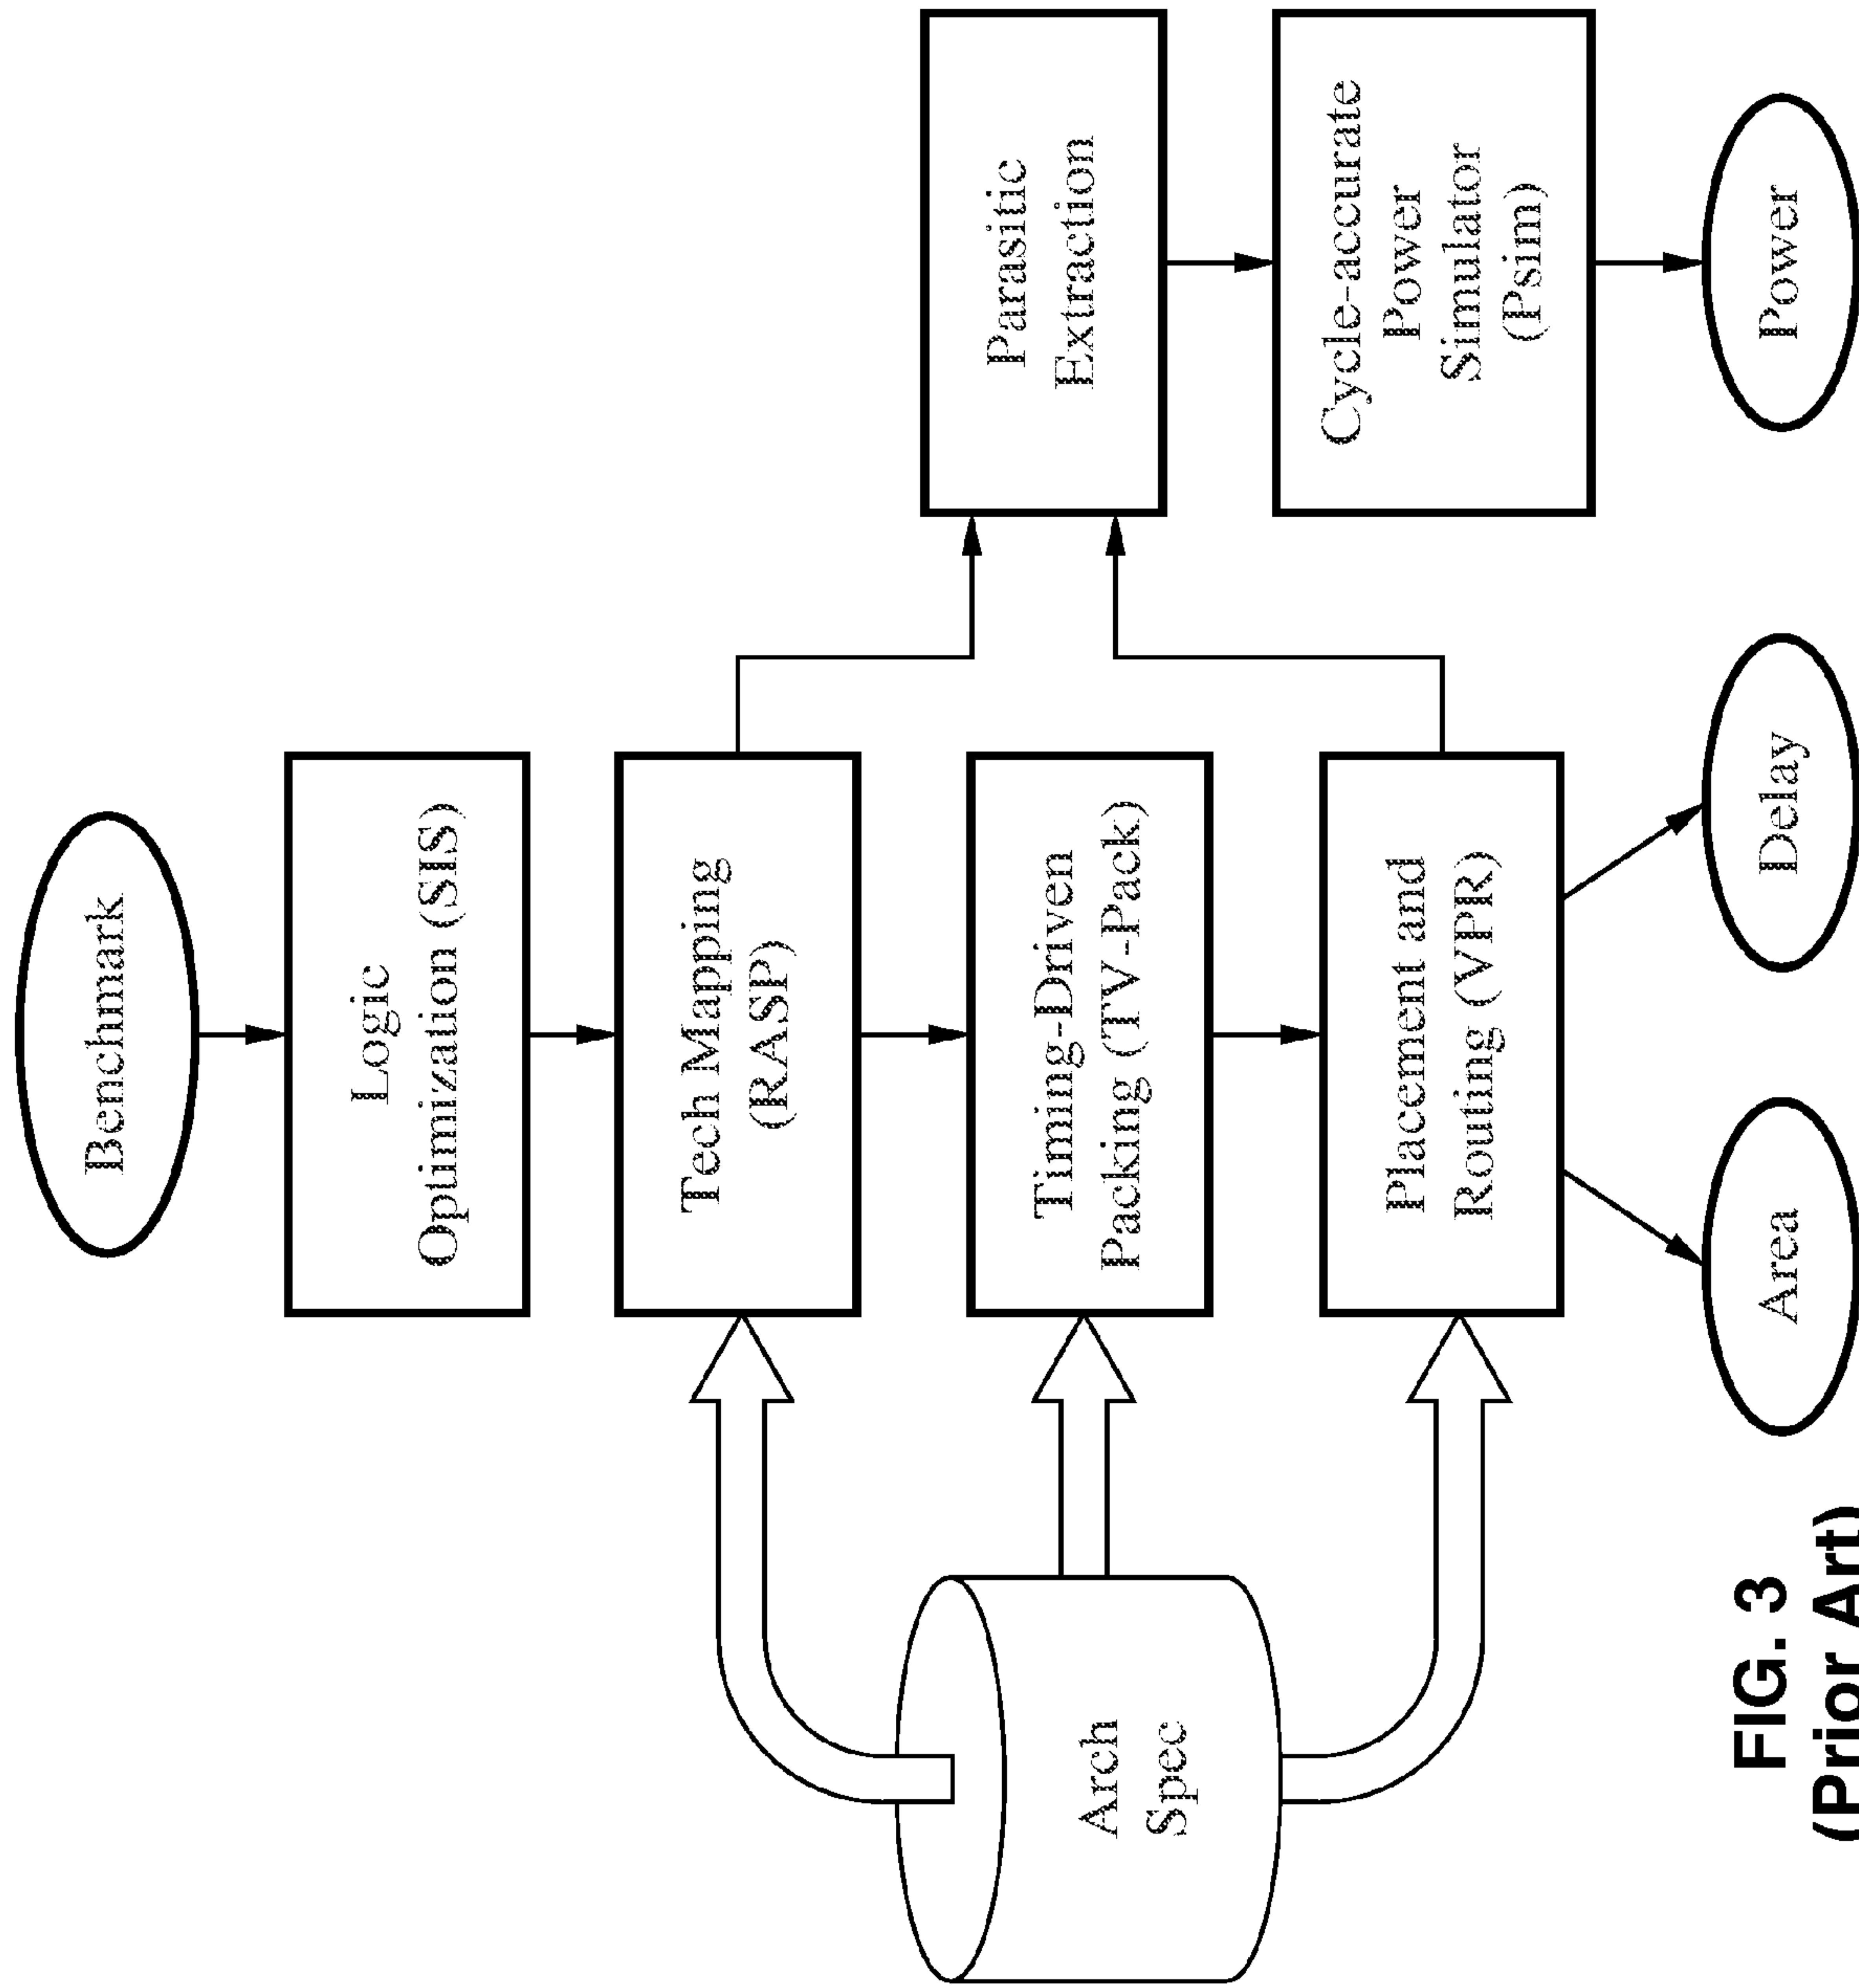 Benchmark
Logic
Optimization (SIS)
Tech Mapping
(RASP)
Timing-Driven
Packing (TV-Pack)
Placement and
Routing (VPR)
Arch
Spec
Parasitic
Extraction
Cycle-accurate
Power
Simulator
(Psim)
Area
Delay
Power
FIG. 3
(Prior Art)